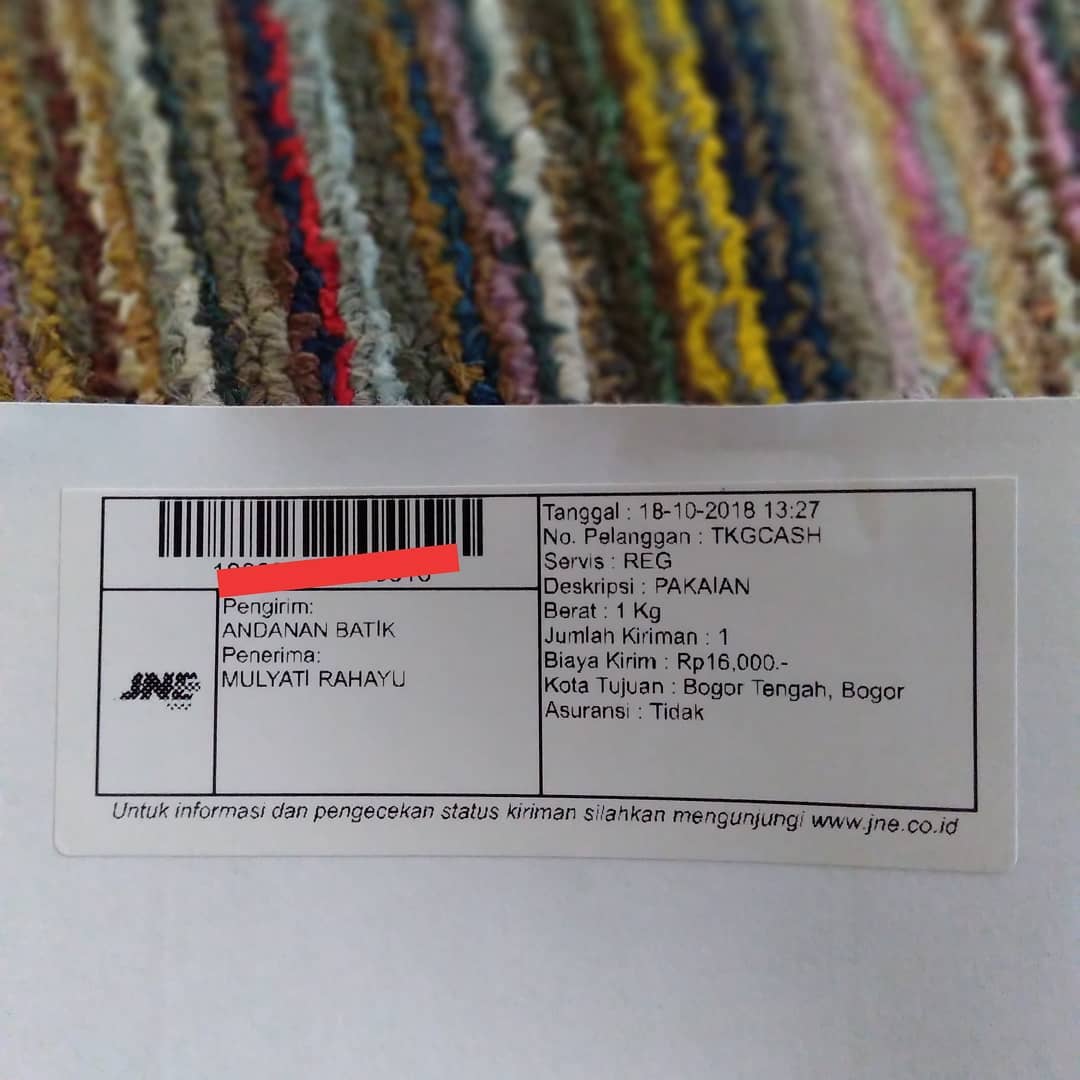 Pengirim:
ANDANAN BATIK
Penerima:
MULYATI RAHAYU
JNE
Tanggal : 18-10-2018 13:27
No. Pelanggan : TKGCASH
Servis : REG
Deskripsi : PAKAIAN
Berat : 1 Kg
Jumlah Kiriman : 1
Biaya Kirim : Rp16,000.-
Kota Tujuan : Bogor Tengah, Bogor
Asuransi : Tidak
Untuk informasi dan pengecekan status kiriman silahkan mengunjungi www.jne.co.id